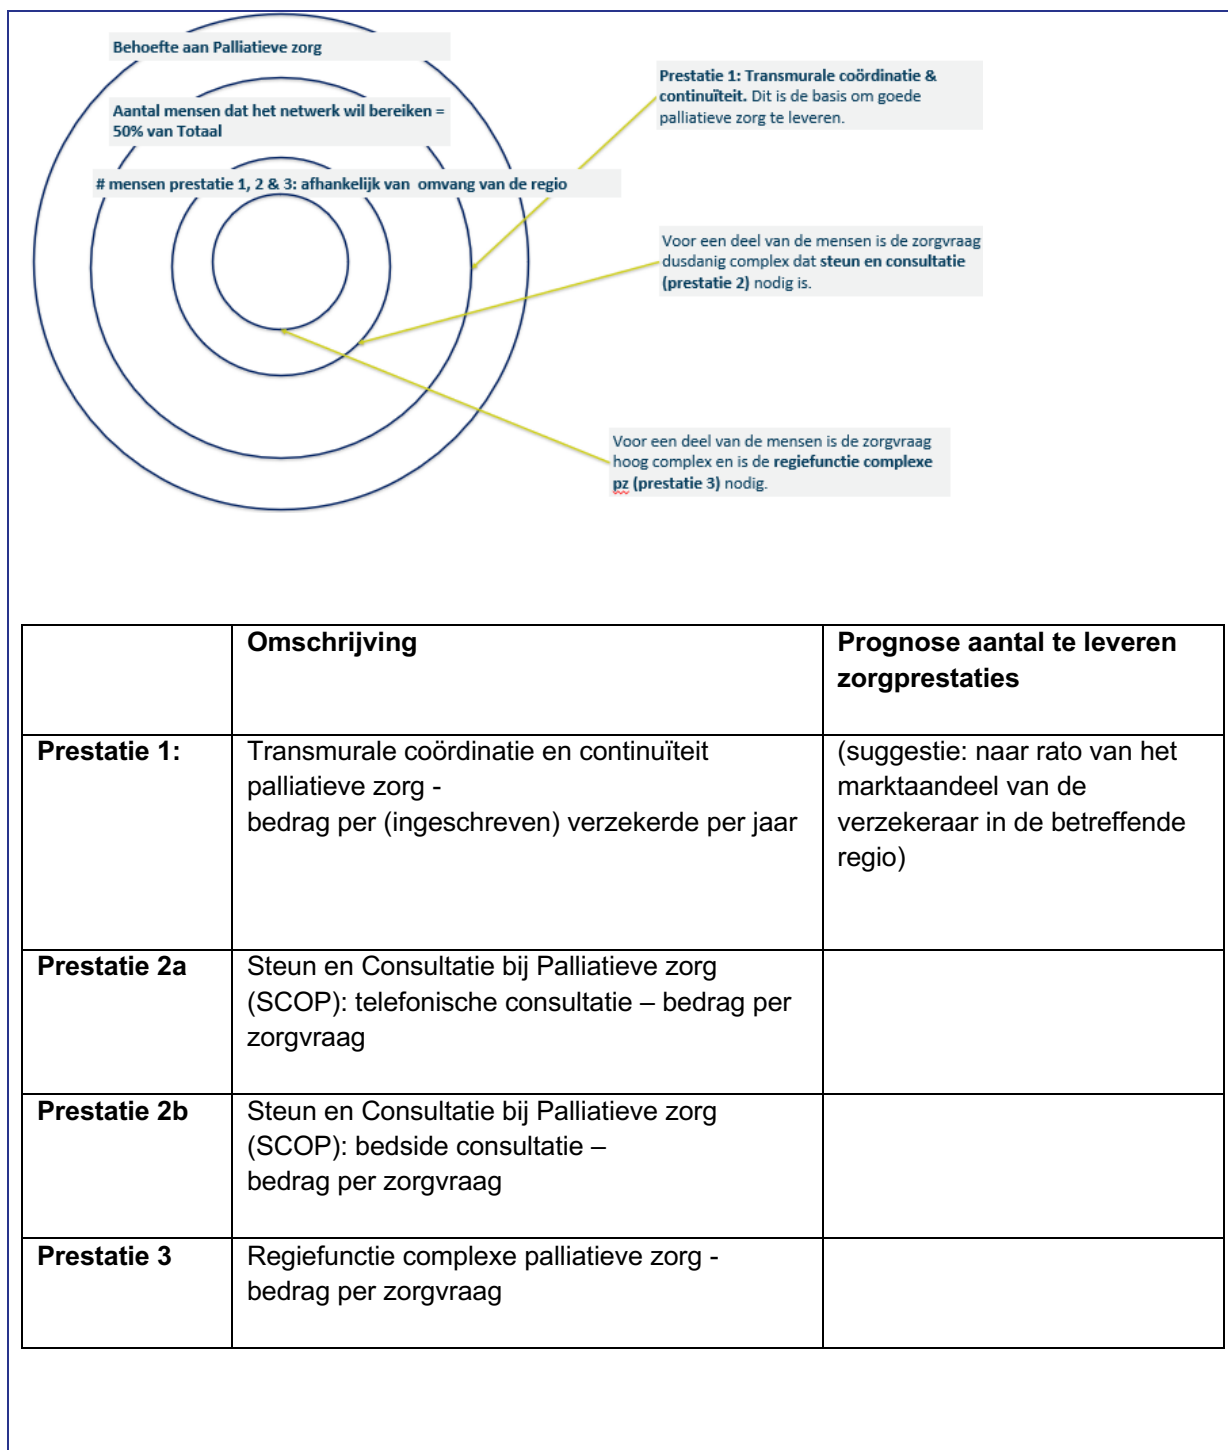 Behoefte aan Palliatieve zorg
Aantal mensen dat het netwerk wil bereiken =
50% van Totaal
# mensen prestatie 1, 2 & 3: afhankelijk van omvang van de regio
Prestatie 1: Transmurale coördinatie &
continuïteit. Dit is de basis om goede
palliatieve zorg te leveren.
Voor een deel van de mensen is de zorgvraag
dusdanig complex dat steun en consultatie
(prestatie 2) nodig is.
Voor een deel van de mensen is de zorgvraag
hoog complex en is de regiefunctie complexe
pz (prestatie 3) nodig.
Omschrijving
Prognose aantal te leveren
zorgprestaties
Prestatie 1:
Transmurale coördinatie en continuïteit
palliatieve zorg -
bedrag per (ingeschreven) verzekerde per jaar
(suggestie: naar rato van het
marktaandeel van de
verzekeraar in de betreffende
regio)
Prestatie 2a
Steun en Consultatie bij Palliatieve zorg
(SCOP): telefonische consultatie – bedrag per
zorgvraag
Prestatie 2b
Steun en Consultatie bij Palliatieve zorg
(SCOP): bedside consultatie –
bedrag per zorgvraag
Prestatie 3
Regiefunctie complexe palliatieve zorg -
bedrag per zorgvraag